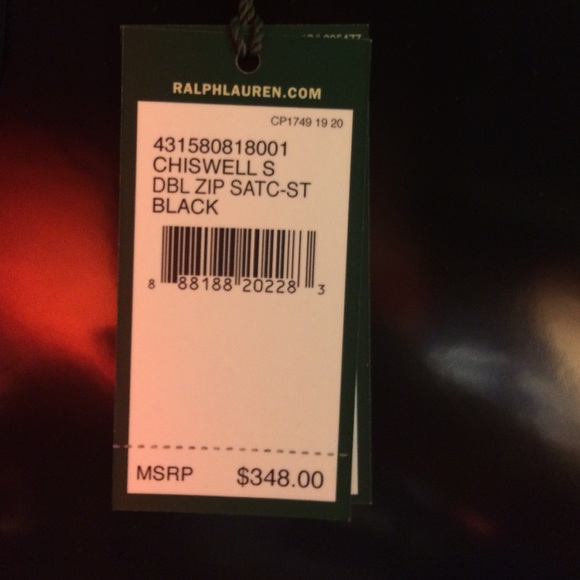 RALPHLAUREN.COM
CP1749 19 20
431580818001
CHISWELL S
DBL ZIP SATC-ST
BLACK
8 88188 20228 3
MSRP $348.00